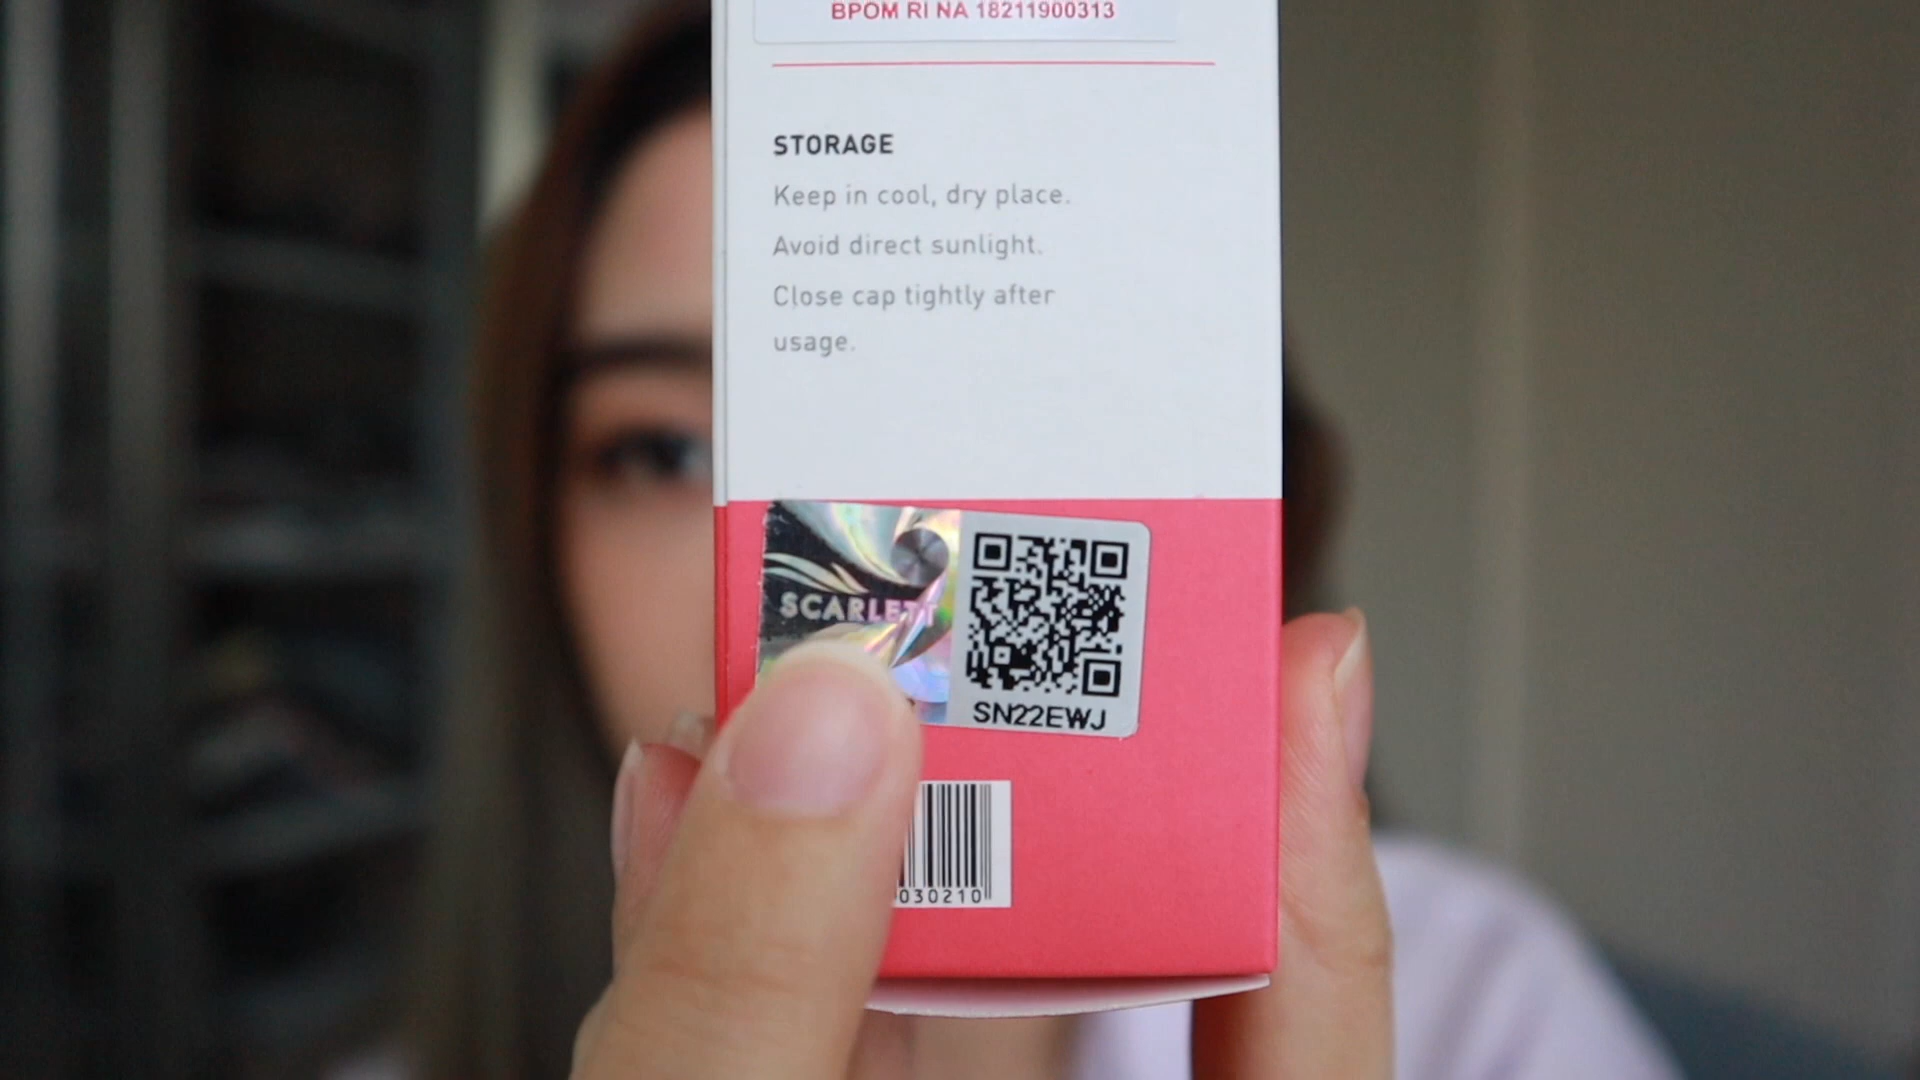 BPOM RI NA 18211900313
STORAGE
Keep in cool, dry place.
Avoid direct sunlight.
Close cap tightly after
usage.
SCARLETT
SN22EWJ
030210